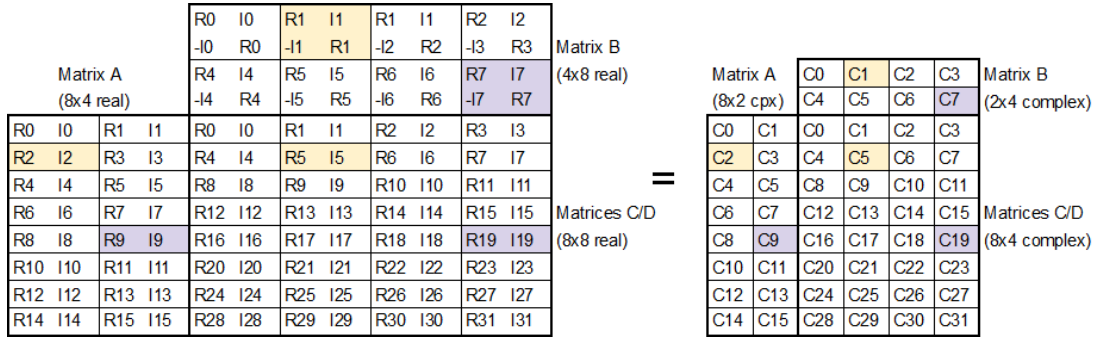 R0 I0 R1 I1 R1 I1 R2 I2
-I0 R0 -I1 R1 -I2 R2 -I3 R3 Matrix B
Matrix A R4 I4 R5 I5 R6 I6 R7 I7 (4x8 real) Matrix A C0 C1 C2 C3 Matrix B
(8x4 real) -I4 R4 -I5 R5 -I6 R6 -I7 R7 (8x2 cpx) C4 C5 C6 C7 (2x4 complex)
R0 I0 R1 I1 R0 I0 R1 I1 R2 I2 R3 I3 C0 C1 C0 C1 C2 C3
R2 I2 R3 I3 R4 I4 R5 I5 R6 I6 R7 I7 C2 C3 C4 C5 C6 C7
R4 I4 R5 I5 R8 I8 R9 I9 R10 I10 R11 I11 = C4 C5 C8 C9 C10 C11
R6 I6 R7 I7 R12 I12 R13 I13 R14 I14 R15 I15 Matrices C/D C6 C7 C12 C13 C14 C15 Matrices C/D
R8 I8 R9 I9 R16 I16 R17 I17 R18 I18 R19 I19 (8x8 real) C8 C9 C16 C17 C18 C19 (8x4 complex)
R10 I10 R11 I11 R20 I20 R21 I21 R22 I22 R23 I23 C10 C11 C20 C21 C22 C23
R12 I12 R13 I13 R24 I24 R25 I25 R26 I26 R27 I27 C12 C13 C24 C25 C26 C27
R14 I14 R15 I15 R28 I28 R29 I29 R30 I30 R31 I31 C14 C15 C28 C29 C30 C31